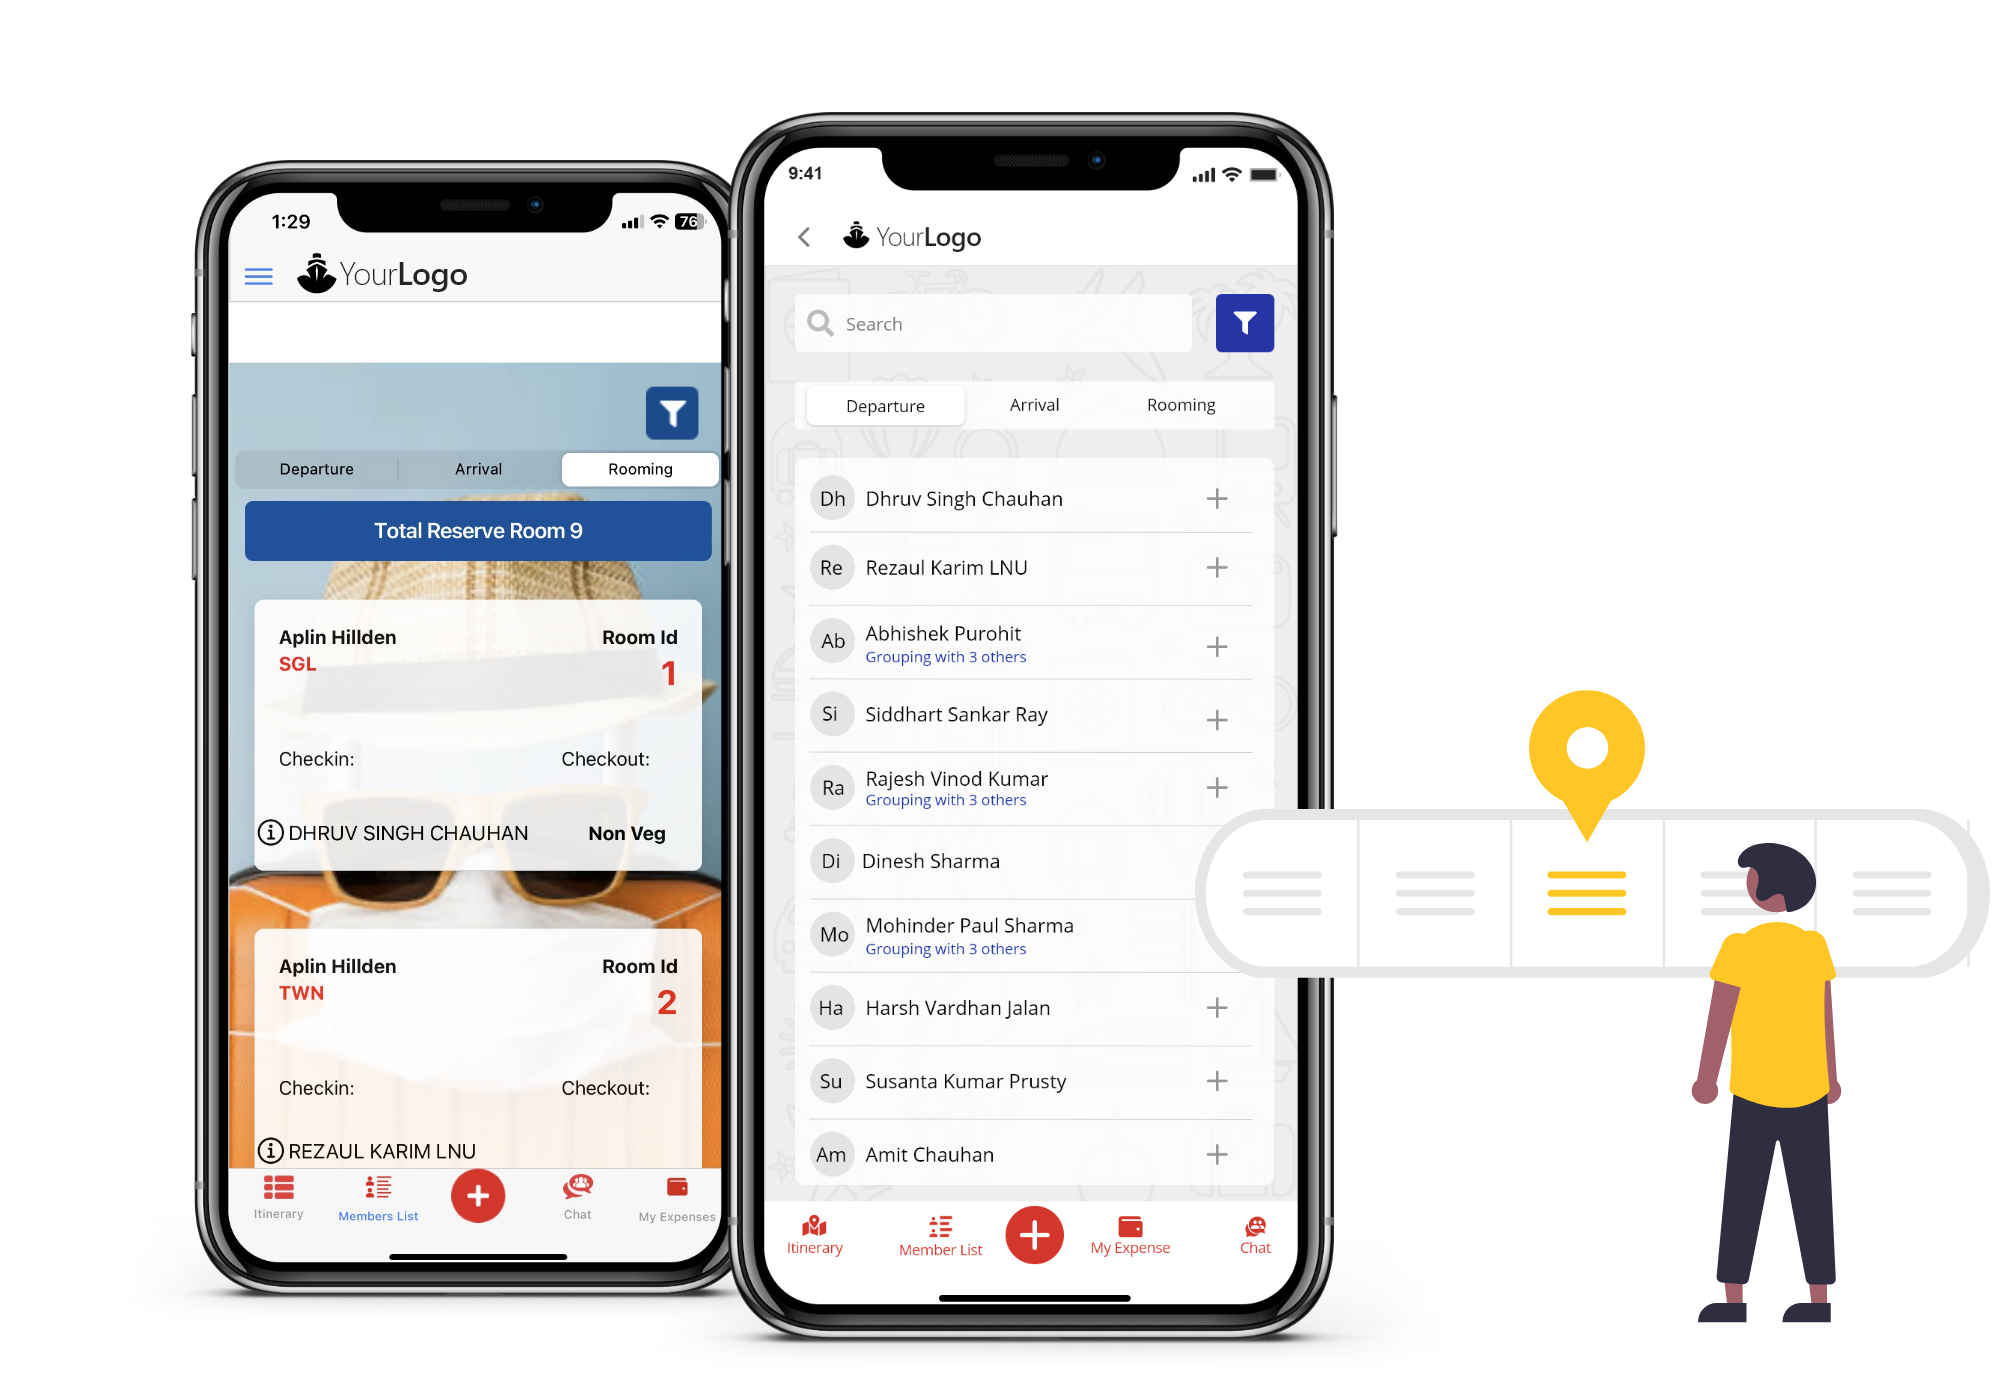 1:29
76
YourLogo
Departure
Arrival
Rooming
Total Reserve Room 9
Aplin Hillden
Room Id
SGL
1
Checkin:
Checkout:
DHRUV SINGH CHAUHAN
Non Veg
Aplin Hillden
Room Id
TWN
2
Checkin:
Checkout:
REZAUL KARIM LNU
Itinerary
Members List
Chat
My Expenses
9:41
YourLogo
Search
Departure
Arrival
Rooming
Dh
Dhruv Singh Chauhan
Re
Rezaul Karim LNU
Ab
Abhishek Purohit
Grouping with 3 others
Si
Siddhart Sankar Ray
Ra
Rajesh Vinod Kumar
Grouping with 3 others
Di
Dinesh Sharma
Mo
Mohinder Paul Sharma
Grouping with 3 others
Ha
Harsh Vardhan Jalan
Su
Susanta Kumar Prusty
Am
Amit Chauhan
Itinerary
Member List
My Expense
Chat